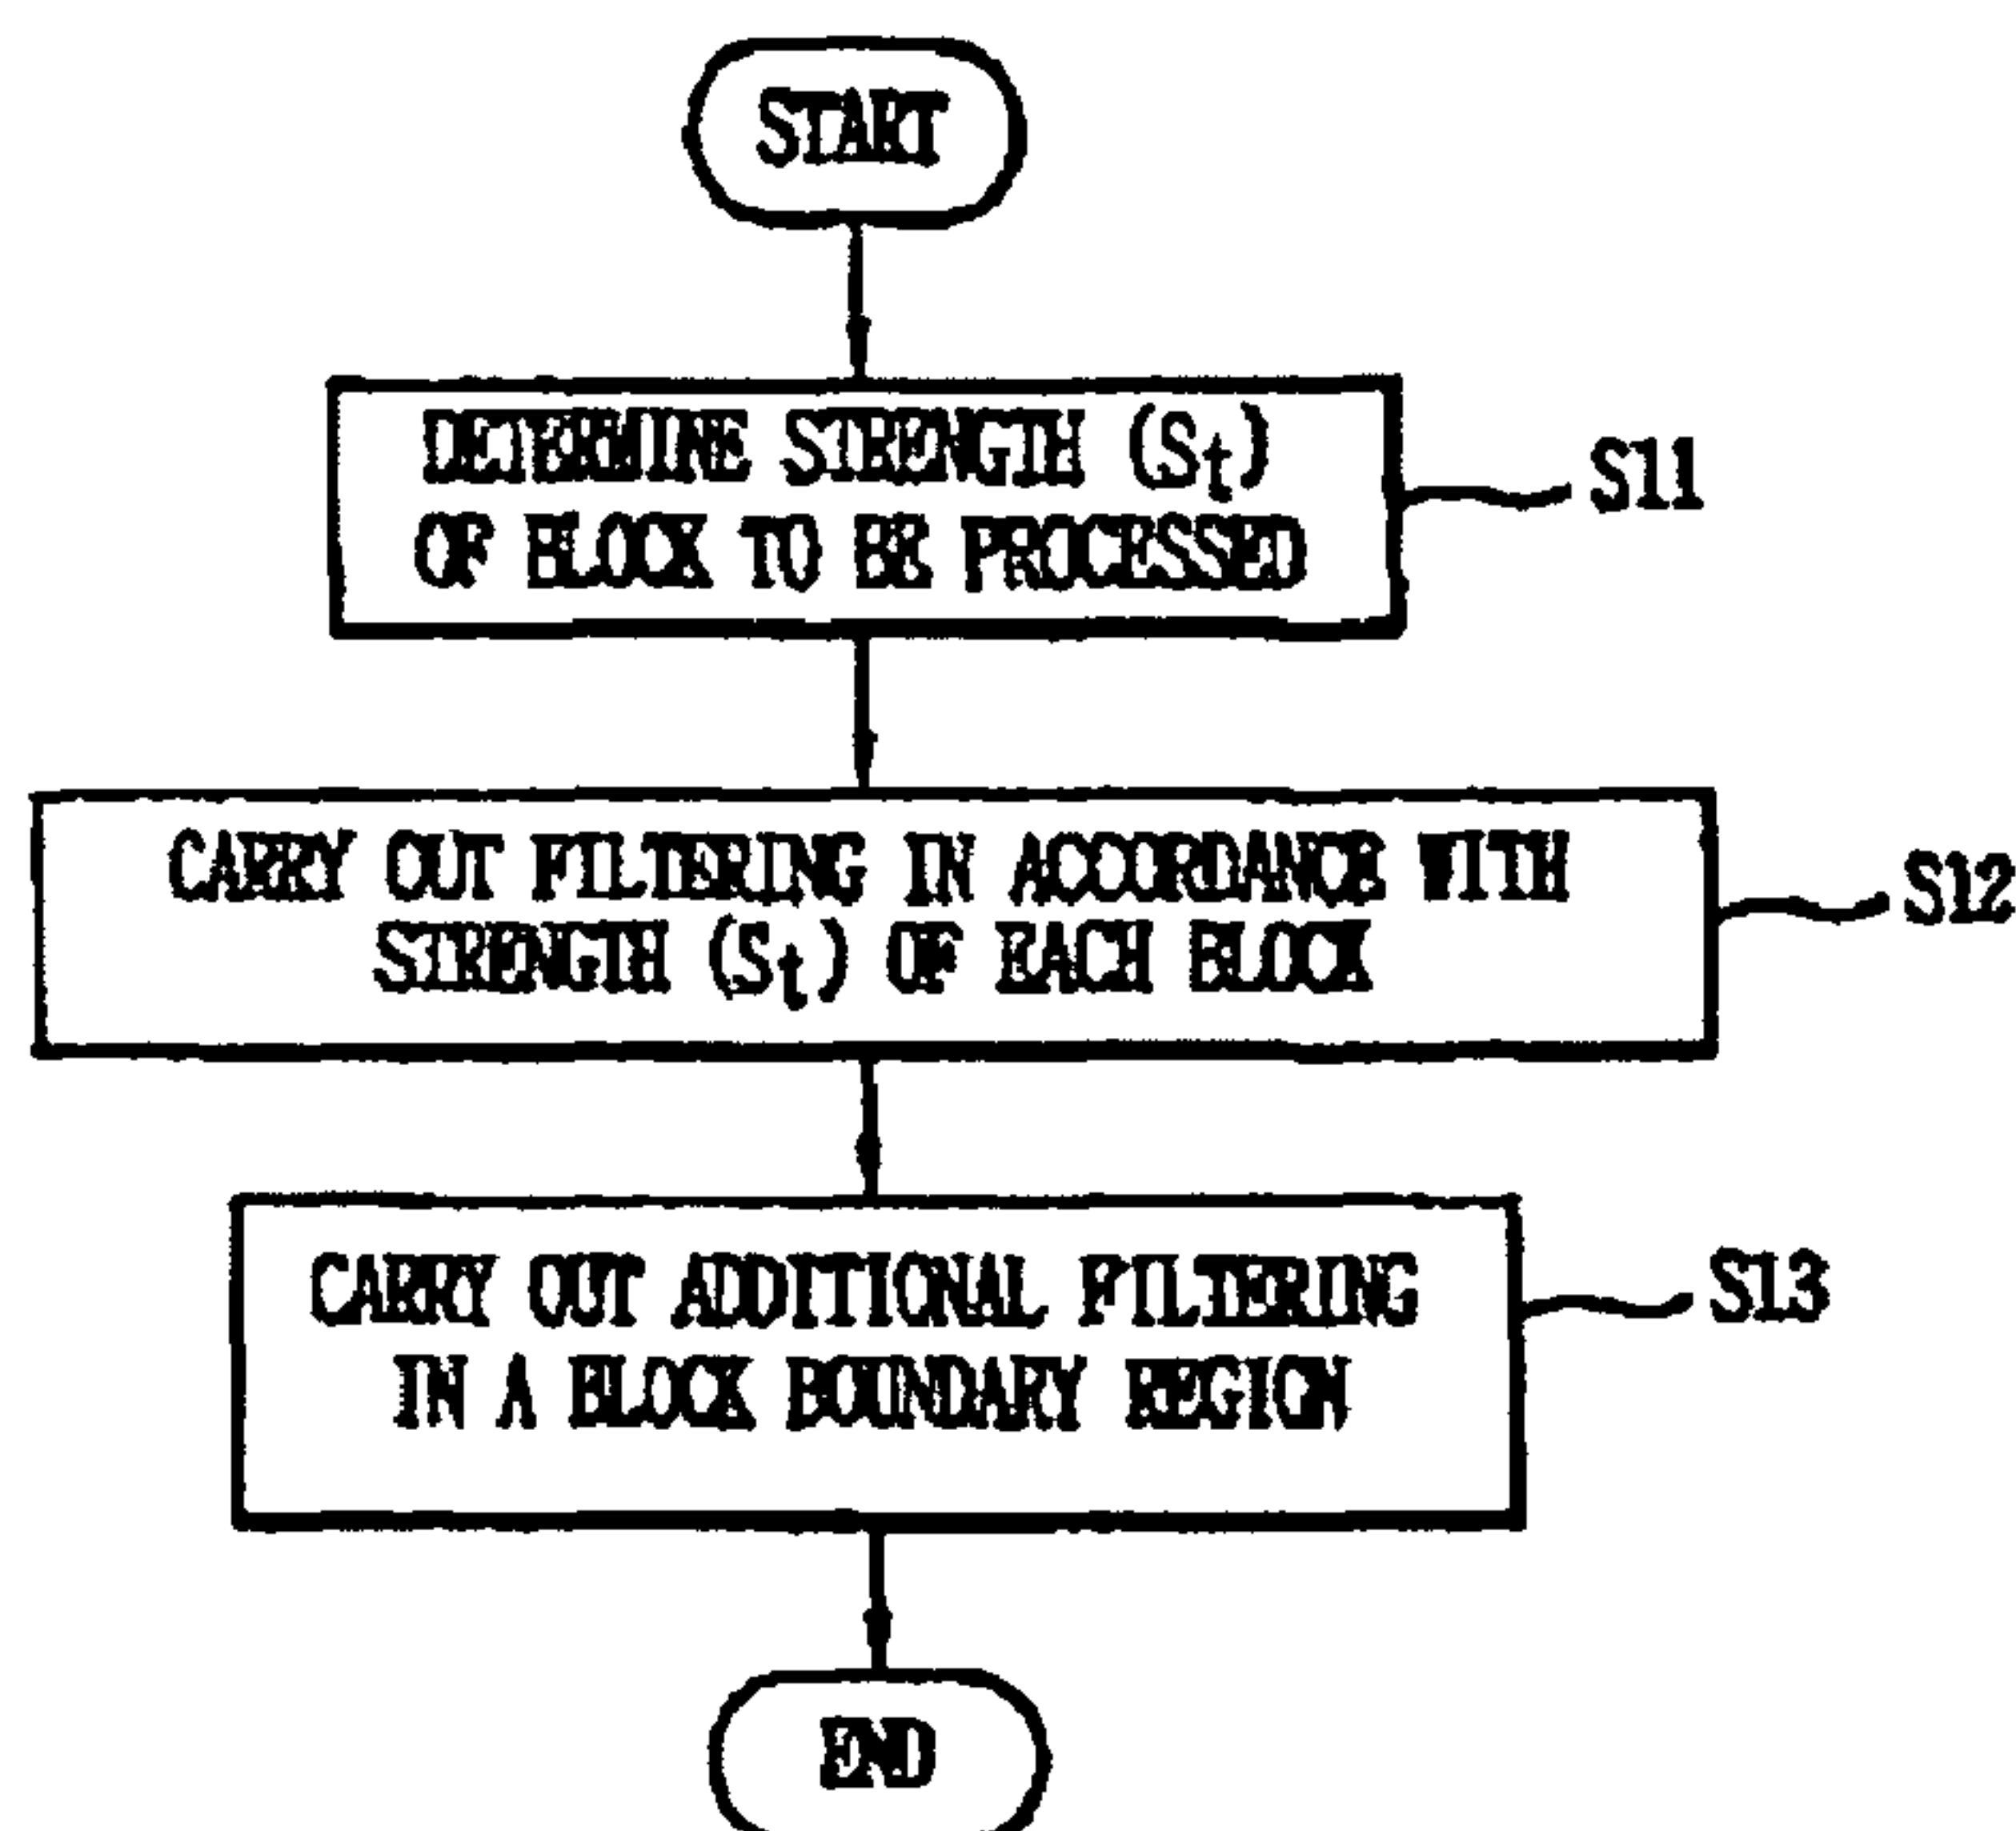 START
DETERMINE STRENGTH (St)
OF BLOCK TO BE PROCESSED
S11
CARRY OUT FILTERING IN ACCORDANCE WITH
STRENGTH (St) OF EACH BLOCK
S12
CARRY OUT ADDITIONAL FILTERING
IN A BLOCK BOUNDARY REGION
S13
END